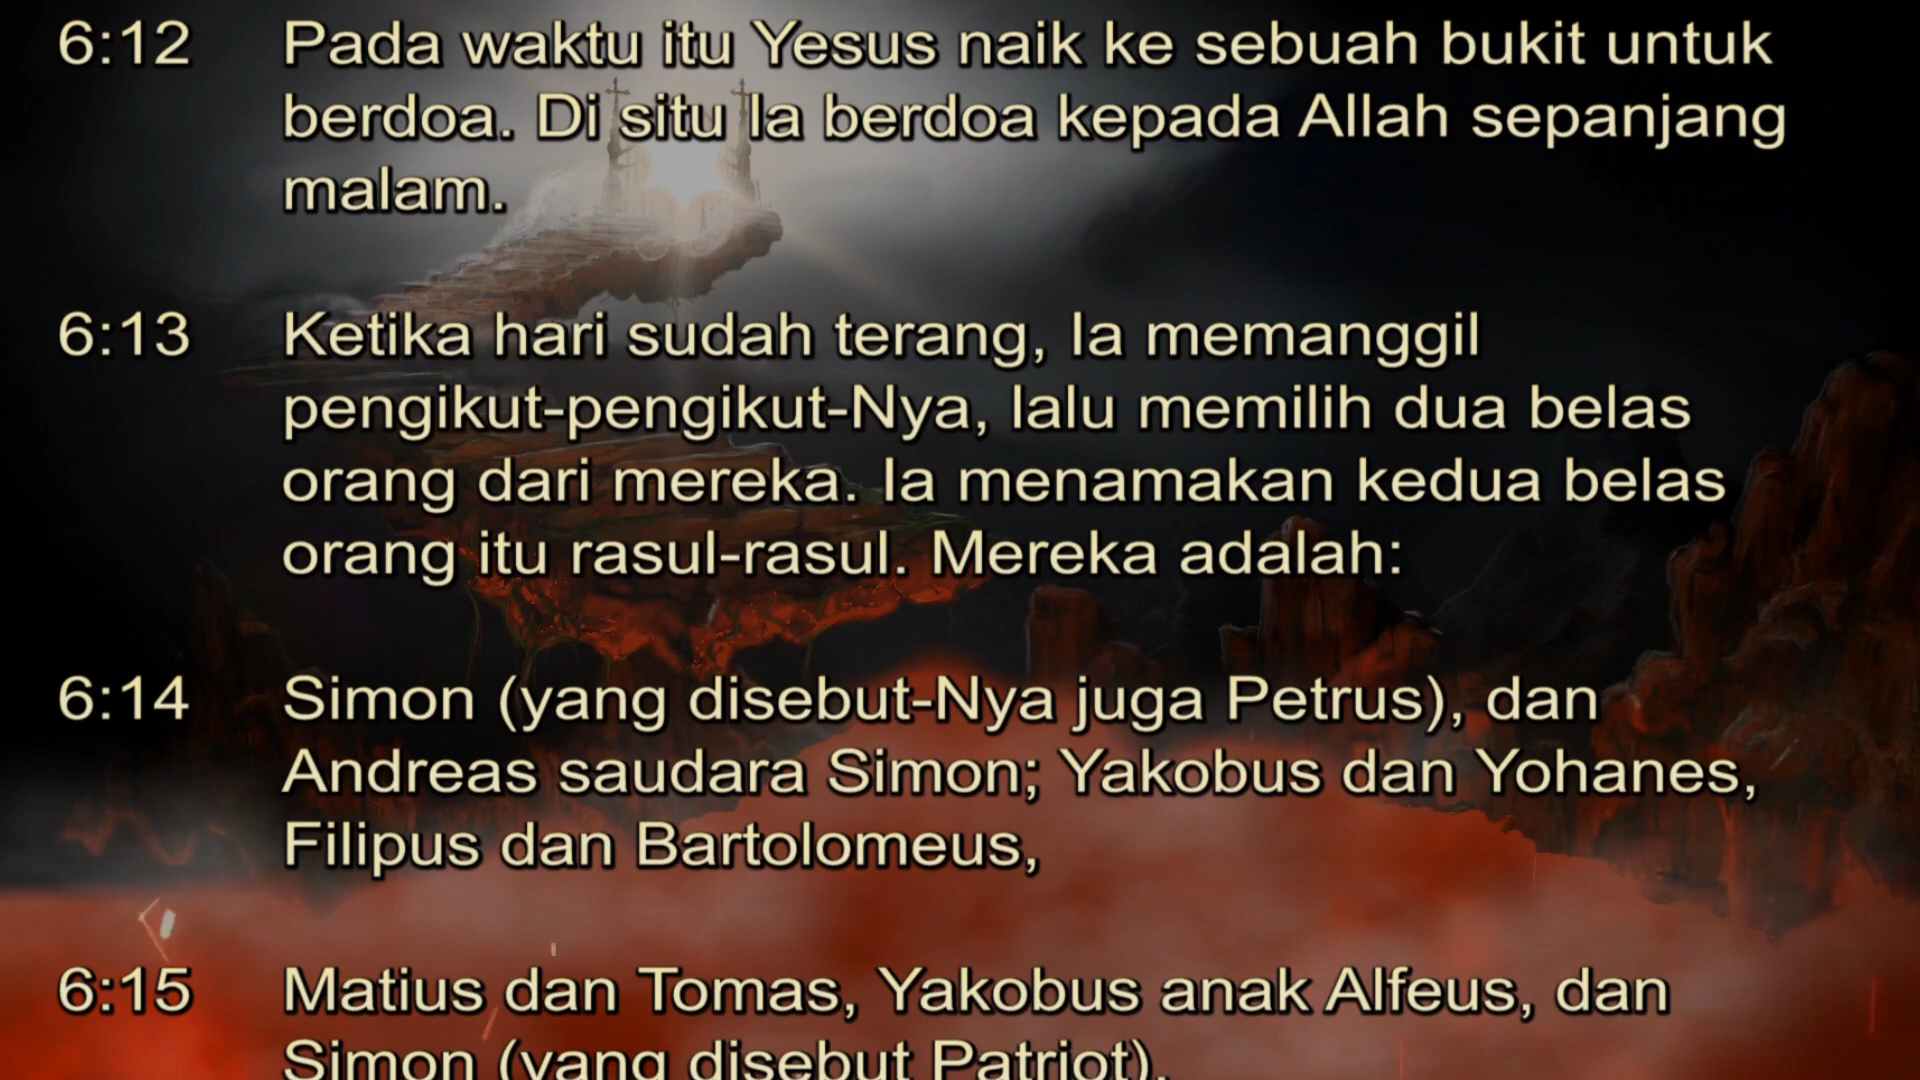 6:12 Pada waktu itu Yesus naik ke sebuah bukit untuk
berdoa. Di situ Ia berdoa kepada Allah sepanjang
malam.
6:13 Ketika hari sudah terang, Ia memanggil
pengikut-pengikut-Nya, lalu memilih dua belas
orang dari mereka. Ia menamakan kedua belas
orang itu rasul-rasul. Mereka adalah:
6:14 Simon (yang disebut-Nya juga Petrus), dan
Andreas saudara Simon; Yakobus dan Yohanes,
Filipus dan Bartolomeus,
6:15 Matius dan Tomas, Yakobus anak Alfeus, dan
Simon (yang disebut Patriot),